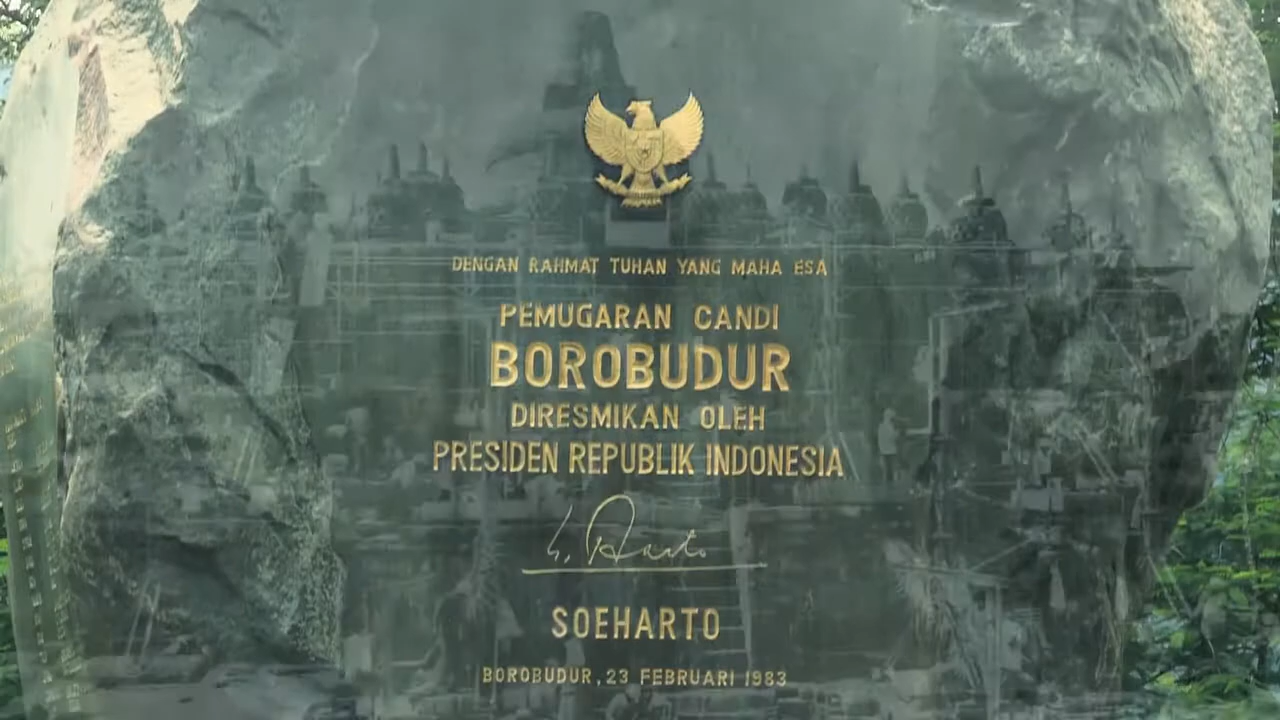 DENGAN RAHMAT TUHAN YANG MAHA ESA
PEMUGARAN CANDI
BOROBUDUR
DIRESMIKAN OLEH
PRESIDEN REPUBLIK INDONESIA
SOEHARTO
BOROBUDUR, 23 FEBRUARI 1983